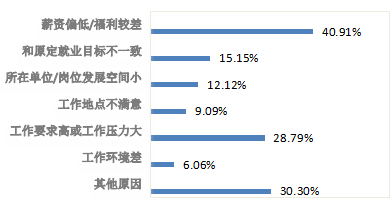 薪资偏低/福利较差 40.91%
和原定就业目标不一致 15.15%
所在单位/岗位发展空间小 12.12%
工作地点不满意 9.09%
工作要求高或工作压力大 28.79%
工作环境差 6.06%
其他原因 30.30%